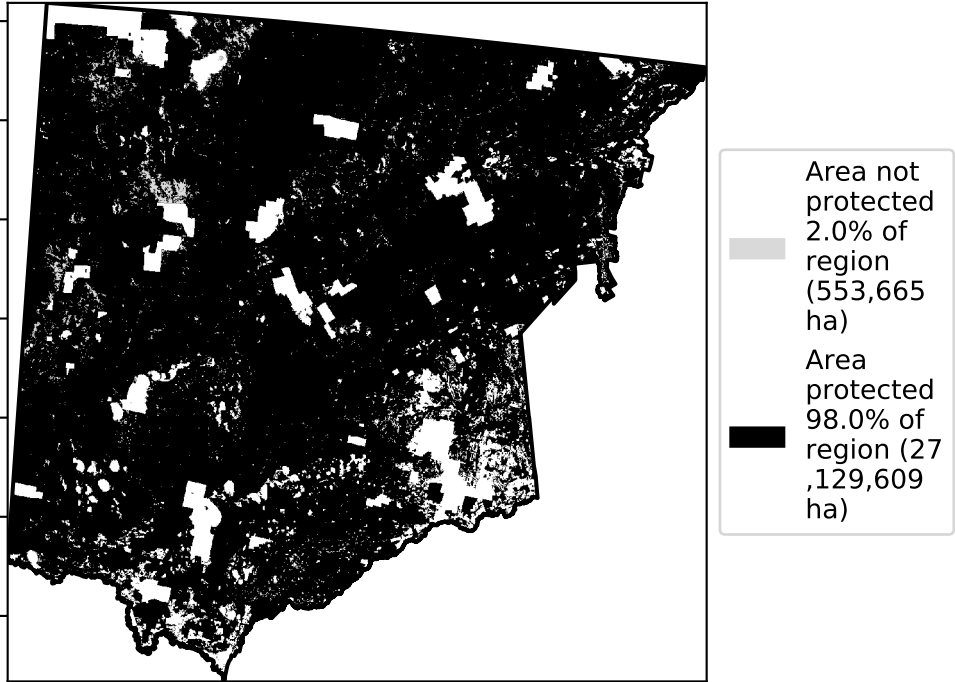 Area not
protected
2.0% of
region
(553,665
ha)
Area
protected
98.0% of
region (27
,129,609
ha)